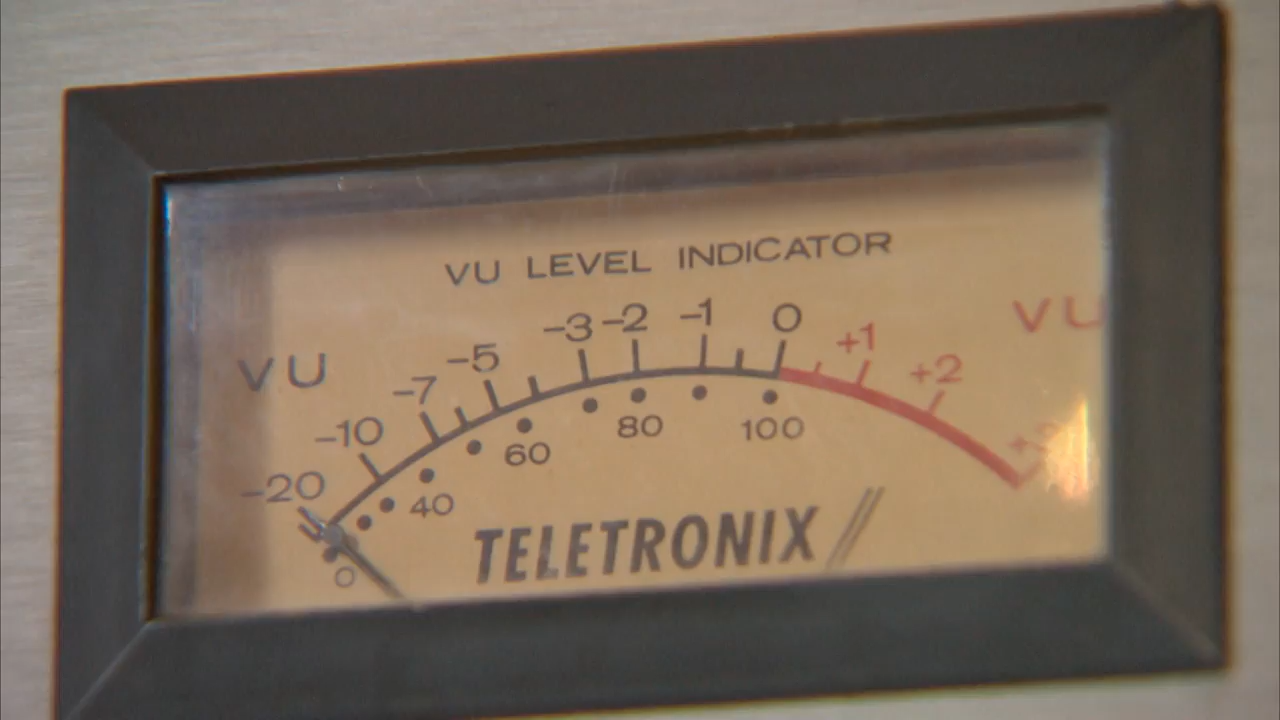 VU LEVEL INDICATOR
VU
VU
-20 -10 -7 -5 -3 -2 -1 0 +1 +2
0 40 60 80 100
TELETRONIX